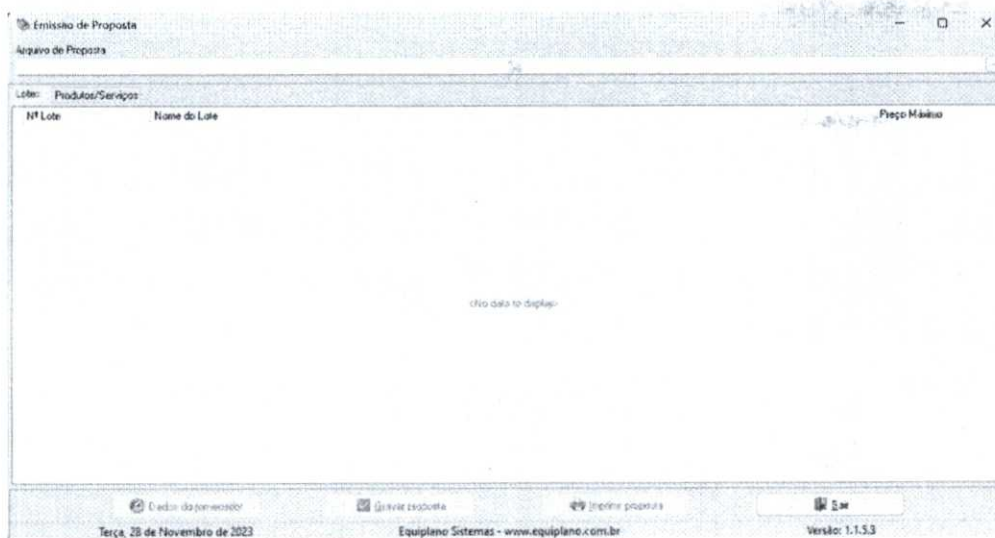 Emissão de Proposta
Arquivo de Proposta
Lotes Produtos/Serviços
Nº Lote Nome do Lote Preço Máximo
<No data to display>
Dados do fornecedor Gravar proposta Imprimir proposta Sair
Terça, 28 de Novembro de 2023 Equiplano Sistemas - www.equiplano.com.br Versão: 1.1.5.3